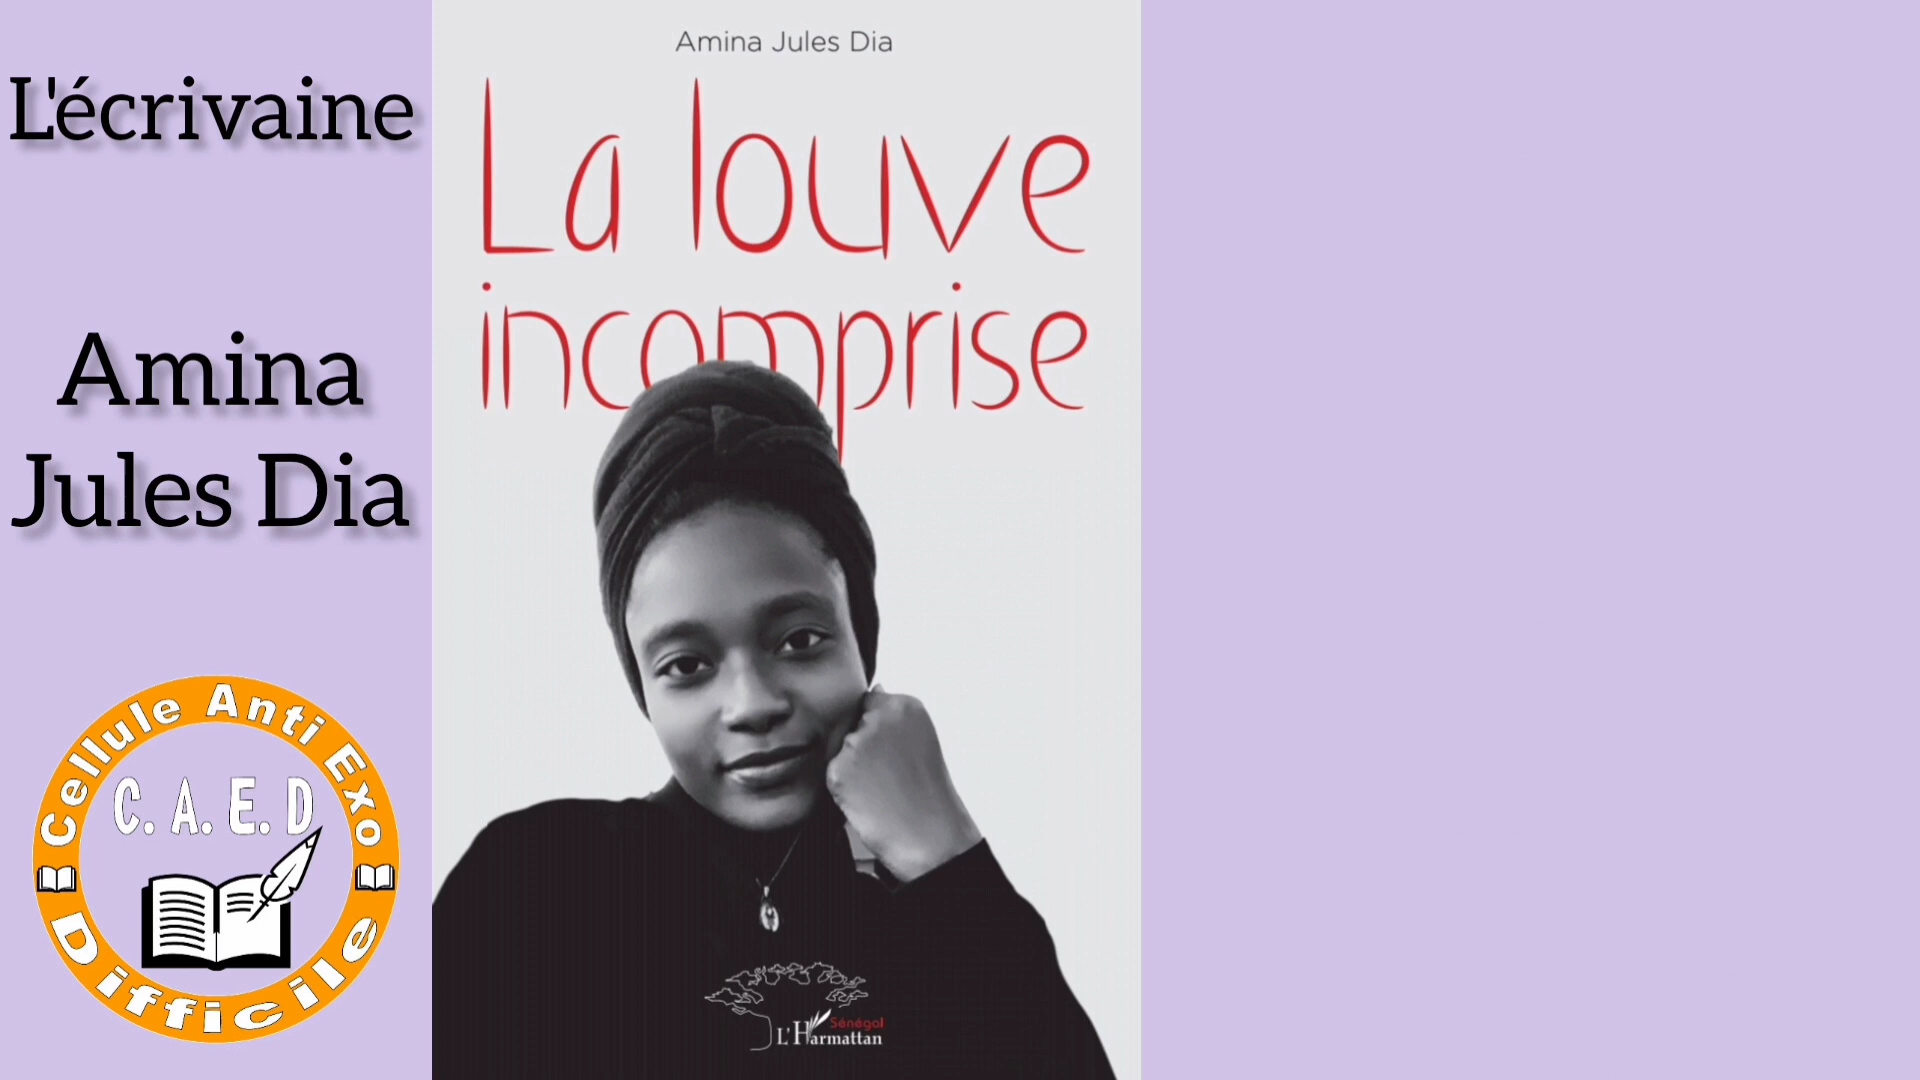 L'écrivaine
Amina
Jules Dia
Cellule Anti Exo
Difficile
C. A. E. D
Amina Jules Dia
La louve
incomprise
Sénégal
L'Harmattan